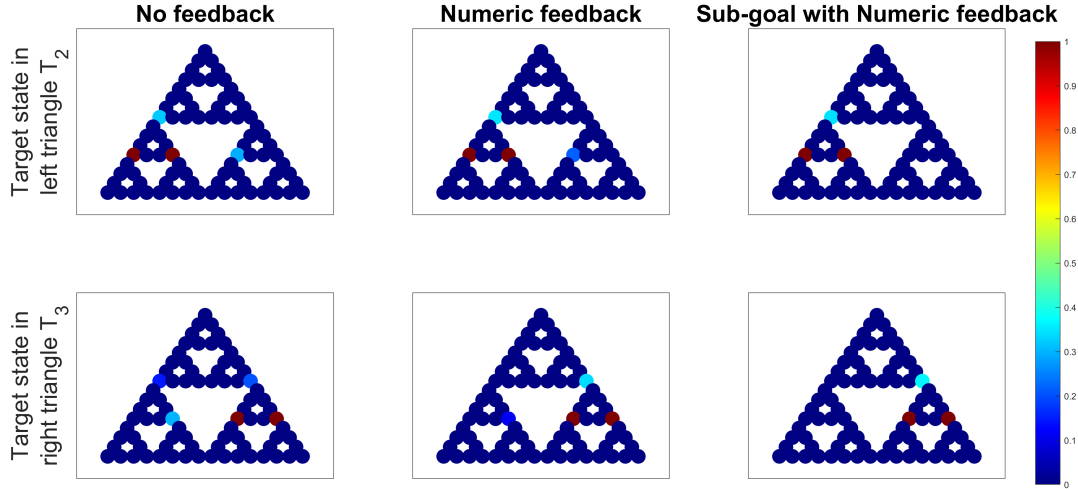 No feedback
Numeric feedback
Sub-goal with Numeric feedback
Target state in
left triangle T2
Target state in
right triangle T3
1
0.9
0.8
0.7
0.6
0.5
0.4
0.3
0.2
0.1
0